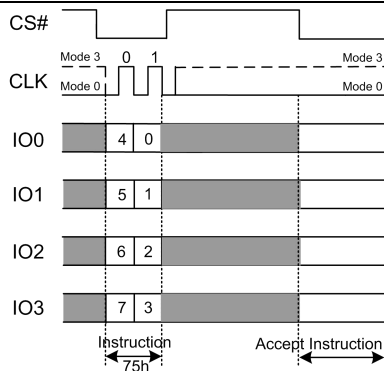 CS#
Mode 3 0 1 Mode 3
CLK
Mode 0 Mode 0
IO0 4 0
IO1 5 1
IO2 6 2
IO3 7 3
Instruction Accept Instruction
75h